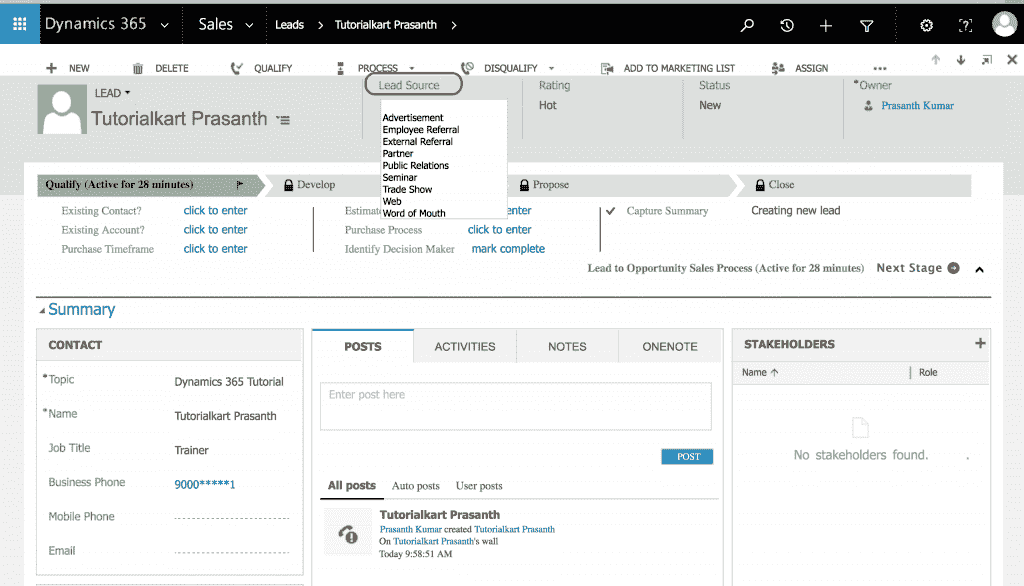 Dynamics 365 Sales Leads > Tutorialkart Prasanth >
NEW DELETE QUALIFY PROCESS DISQUALIFY ADD TO MARKETING LIST ASSIGN ...
LEAD
Tutorialkart Prasanth
Lead Source
Advertisement
Employee Referral
External Referral
Partner
Public Relations
Seminar
Trade Show
Web
Word of Mouth
Rating
Hot
Status
New
*Owner
Prasanth Kumar
Qualify (Active for 28 minutes) Develop Propose Close
Existing Contact? click to enter
Existing Account? click to enter
Purchase Timeframe click to enter
enter
Purchase Process click to enter
Identify Decision Maker mark complete
Capture Summary Creating new lead
Lead to Opportunity Sales Process (Active for 28 minutes) Next Stage
Summary
CONTACT
*Topic Dynamics 365 Tutorial
*Name Tutorialkart Prasanth
Job Title Trainer
Business Phone 9000*****1
Mobile Phone
Email
POSTS ACTIVITIES NOTES ONENOTE
Enter post here
POST
All posts Auto posts User posts
Tutorialkart Prasanth
Prasanth Kumar created Tutorialkart Prasanth
On Tutorialkart Prasanth's wall
Today 9:58:51 AM
STAKEHOLDERS +
Name ↑ Role
No stakeholders found.